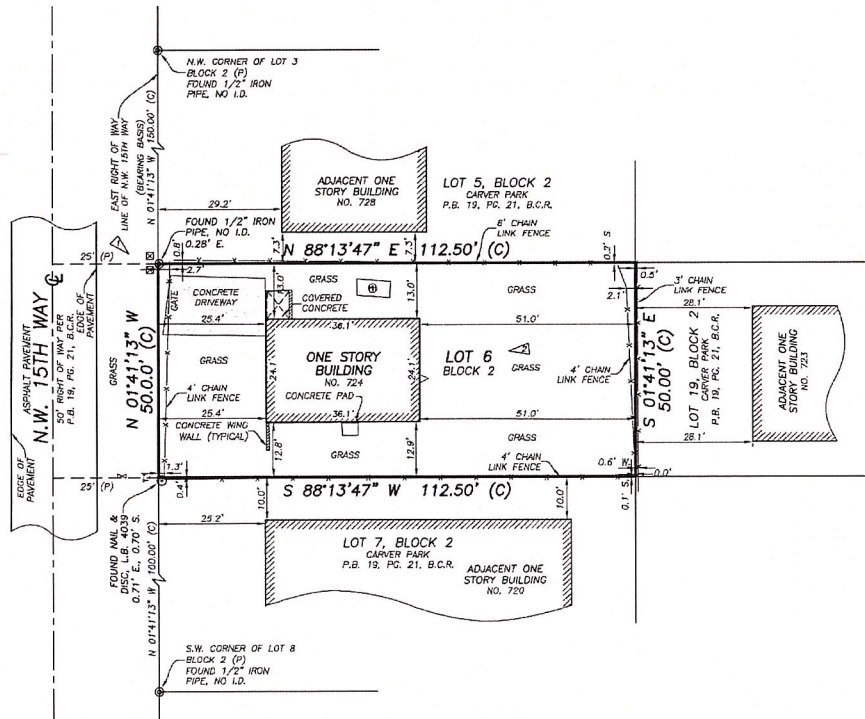 N.W. CORNER OF LOT 3
BLOCK 2 (P)
FOUND 1/2" IRON
PIPE, NO I.D.
EAST RIGHT OF WAY
LINE OF N.W. 15TH WAY
(BEARING BASIS)
N 01°41'13" W 150.00' (C)
ADJACENT ONE
STORY BUILDING
NO. 728
LOT 5, BLOCK 2
CARVER PARK
P.B. 19, PG. 21, B.C.R.
29.2'
FOUND 1/2" IRON
PIPE, NO I.D.
0.28' E.
6' CHAIN
LINK FENCE
7.3'
7.3'
N 88°13'47" E 112.50' (C)
0.2' S.
25' (P)
0.8'
2.7'
0.5'
2.1'
3' CHAIN
LINK FENCE
GATE
CONCRETE
DRIVEWAY
13.0'
GRASS
COVERED
CONCRETE
13.0'
GRASS
28.1'
ASPHALT PAVEMENT
N.W. 15TH WAY
50' RIGHT OF WAY PER
P.B. 19, PG. 21, B.C.R.
EDGE OF
PAVEMENT
GRASS
N 01°41'13" W
50.0.0' (C)
25.4'
36.1'
51.0'
GRASS
24.1'
ONE STORY
BUILDING
NO. 724
24.1'
LOT 6
BLOCK 2
2
GRASS
4' CHAIN
LINK FENCE
S 01°41'13" E
50.00' (C)
LOT 19, BLOCK 2
CARVER PARK
P.B. 19, PG. 21, B.C.R.
ADJACENT ONE
STORY BUILDING
NO. 723
4' CHAIN
LINK FENCE
CONCRETE PAD
25.4'
36.1'
51.0'
CONCRETE WING
WALL (TYPICAL)
12.8'
GRASS
12.9'
GRASS
28.1'
4' CHAIN
LINK FENCE
0.6' W.
0.0'
EDGE OF
PAVEMENT
25' (P)
1.3'
0.4'
S 88°13'47" W 112.50' (C)
0.1' S.
10.0'
10.0'
25.2'
FOUND NAIL &
DISC, L.B. 4039
0.71' E., 0.70' S.
N 01°41'13" W 100.00' (C)
LOT 7, BLOCK 2
CARVER PARK
P.B. 19, PG. 21, B.C.R.
ADJACENT ONE
STORY BUILDING
NO. 720
S.W. CORNER OF LOT 8
BLOCK 2 (P)
FOUND 1/2" IRON
PIPE, NO I.D.